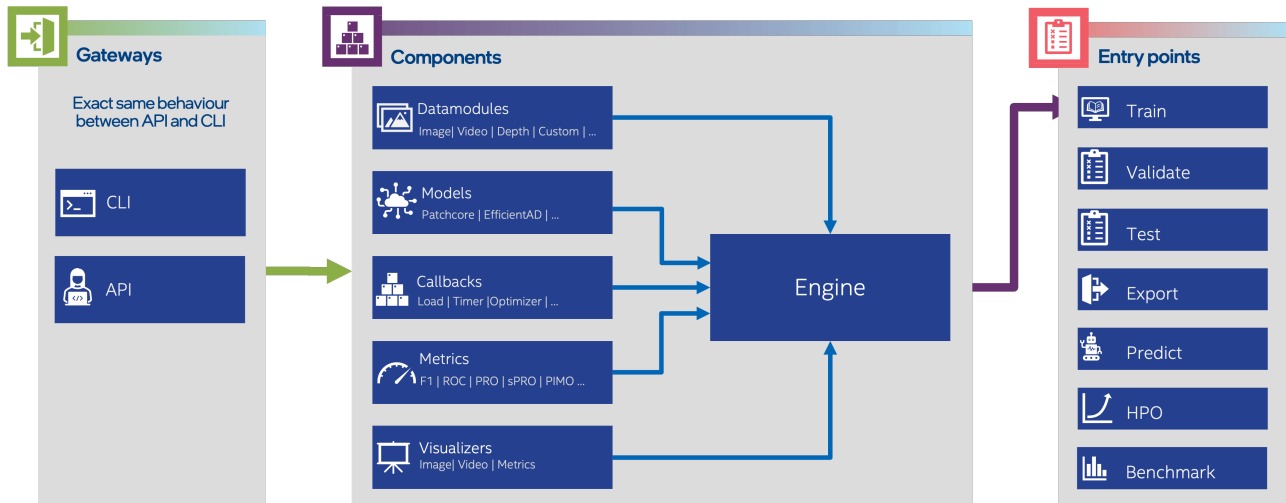 Gateways
Exact same behaviour
between API and CLI
CLI
API
Components
Datamodules
Image| Video | Depth | Custom | ...
Models
Patchcore | EfficientAD | ...
Callbacks
Load | Timer |Optimizer | ...
Metrics
F1 | ROC | PRO | sPRO | PIMO ...
Visualizers
Image| Video | Metrics
Engine
Entry points
Train
Validate
Test
Export
Predict
HPO
Benchmark